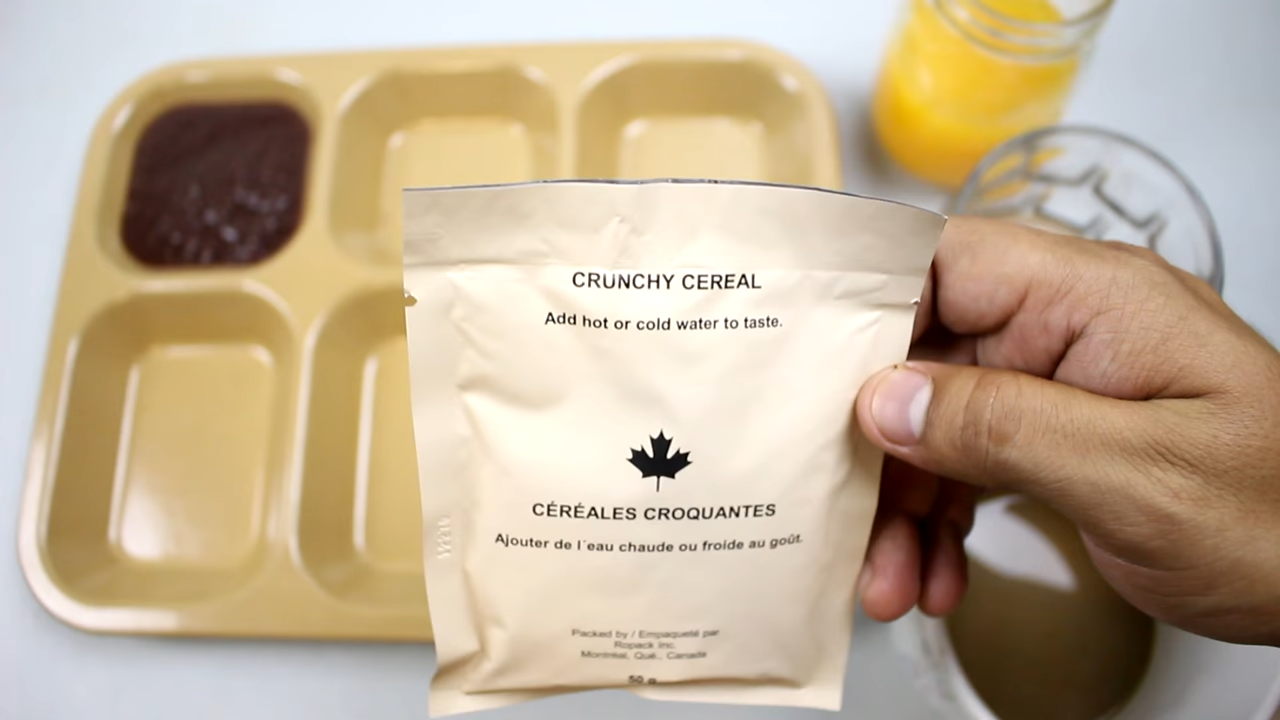 CRUNCHY CEREAL
Add hot or cold water to taste.
CÉRÉALES CROQUANTES
Ajouter de l´eau chaude ou froide au goût.
Packed by / Empaqueté par
Ropack Inc.
Montréal, Qué., Canada
50 g